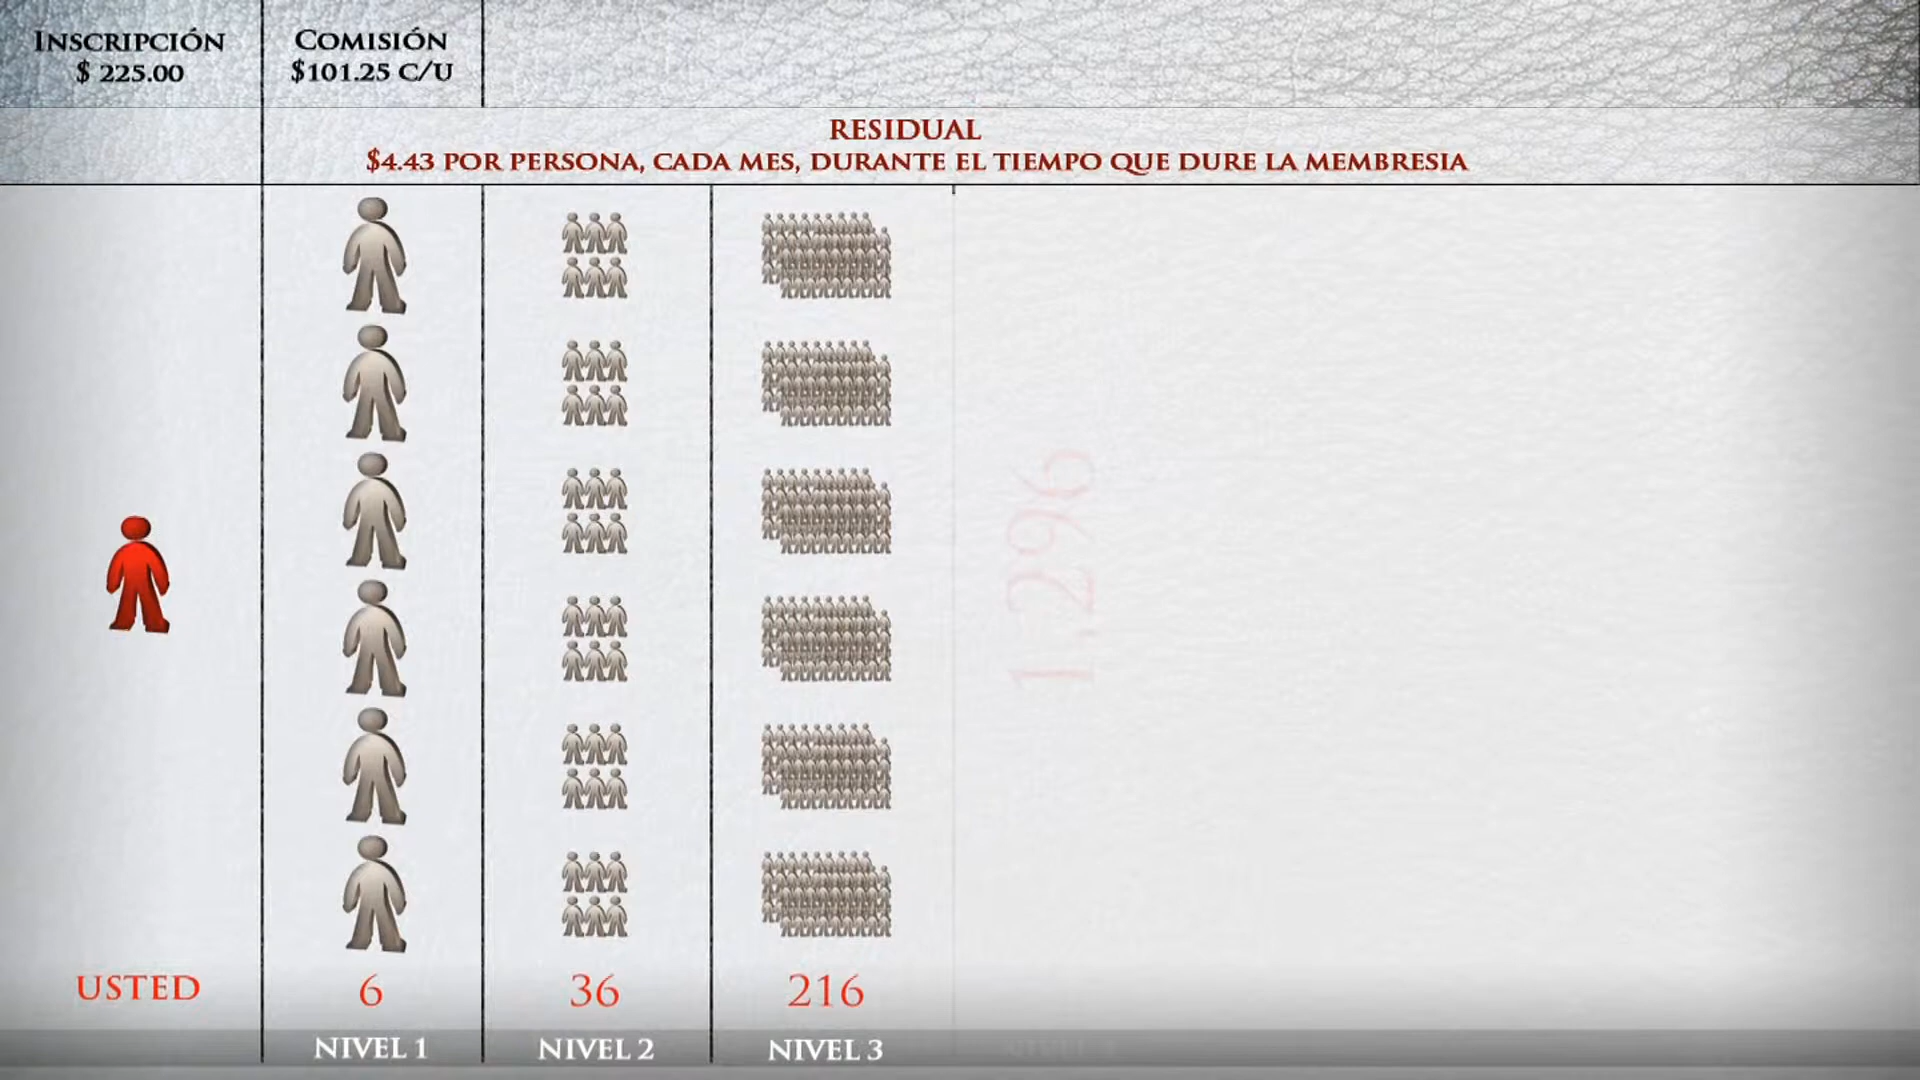 INSCRIPCIÓN
$ 225.00
COMISIÓN
$101.25 C/U
RESIDUAL
$4.43 POR PERSONA, CADA MES, DURANTE EL TIEMPO QUE DURE LA MEMBRESIA
1,296
USTED
6
36
216
NIVEL 1
NIVEL 2
NIVEL 3